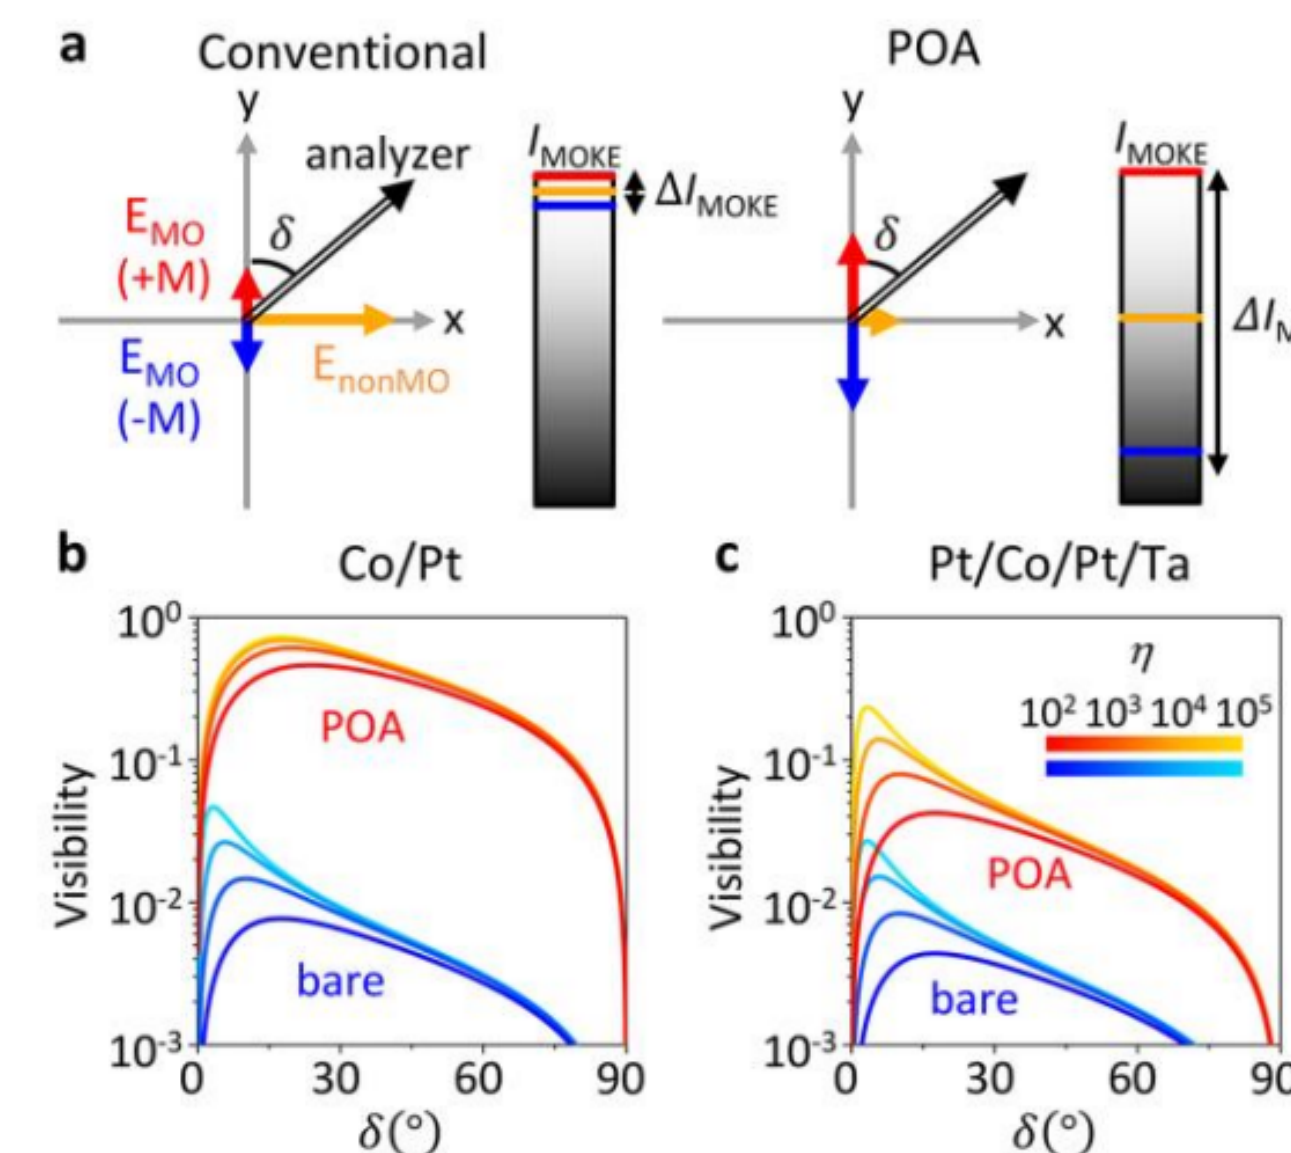 a Conventional POA
y y
analyzer
I_MOKE I_MOKE
ΔI_MOKE
E_MO (+M)
δ δ
x x
E_MO (-M)
E_nonMO
ΔI_M
b Co/Pt c Pt/Co/Pt/Ta
10^0 10^0
η
10^2 10^3 10^4 10^5
POA
10^-1 10^-1
Visibility Visibility
POA
10^-2 10^-2
bare bare
10^-3 10^-3
0 30 60 90 0 30 60 90
δ(°) δ(°)